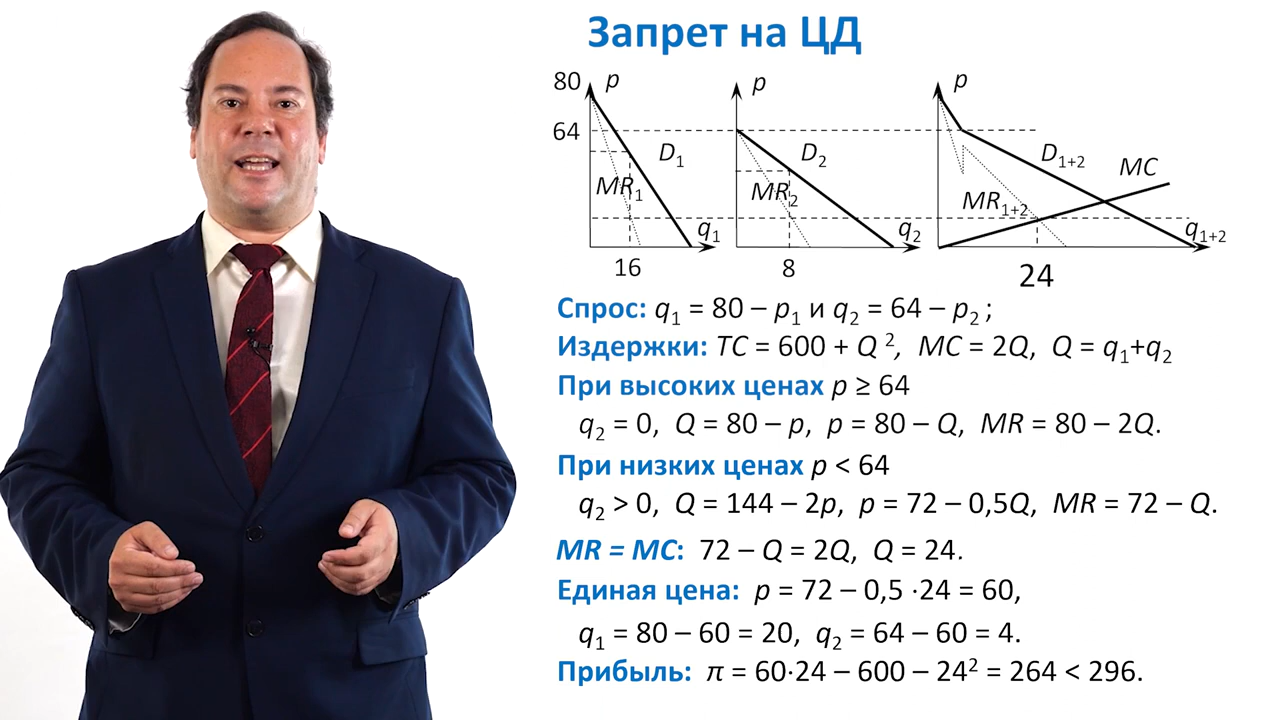 Запрет на ЦД
80 p p p
64 D₁ D₂ D₁₊₂ MC
MR₁ MR₂ MR₁₊₂
q₁ q₂ q₁₊₂
16 8 24
Спрос: q₁ = 80 – p₁ и q₂ = 64 – p₂ ;
Издержки: TC = 600 + Q ², MC = 2Q, Q = q₁+q₂
При высоких ценах p ≥ 64
q₂ = 0, Q = 80 – p, p = 80 – Q, MR = 80 – 2Q.
При низких ценах p < 64
q₂ > 0, Q = 144 – 2p, p = 72 – 0,5Q, MR = 72 – Q.
MR = MC: 72 – Q = 2Q, Q = 24.
Единая цена: p = 72 – 0,5 ·24 = 60,
q₁ = 80 – 60 = 20, q₂ = 64 – 60 = 4.
Прибыль: π = 60·24 – 600 – 24² = 264 < 296.